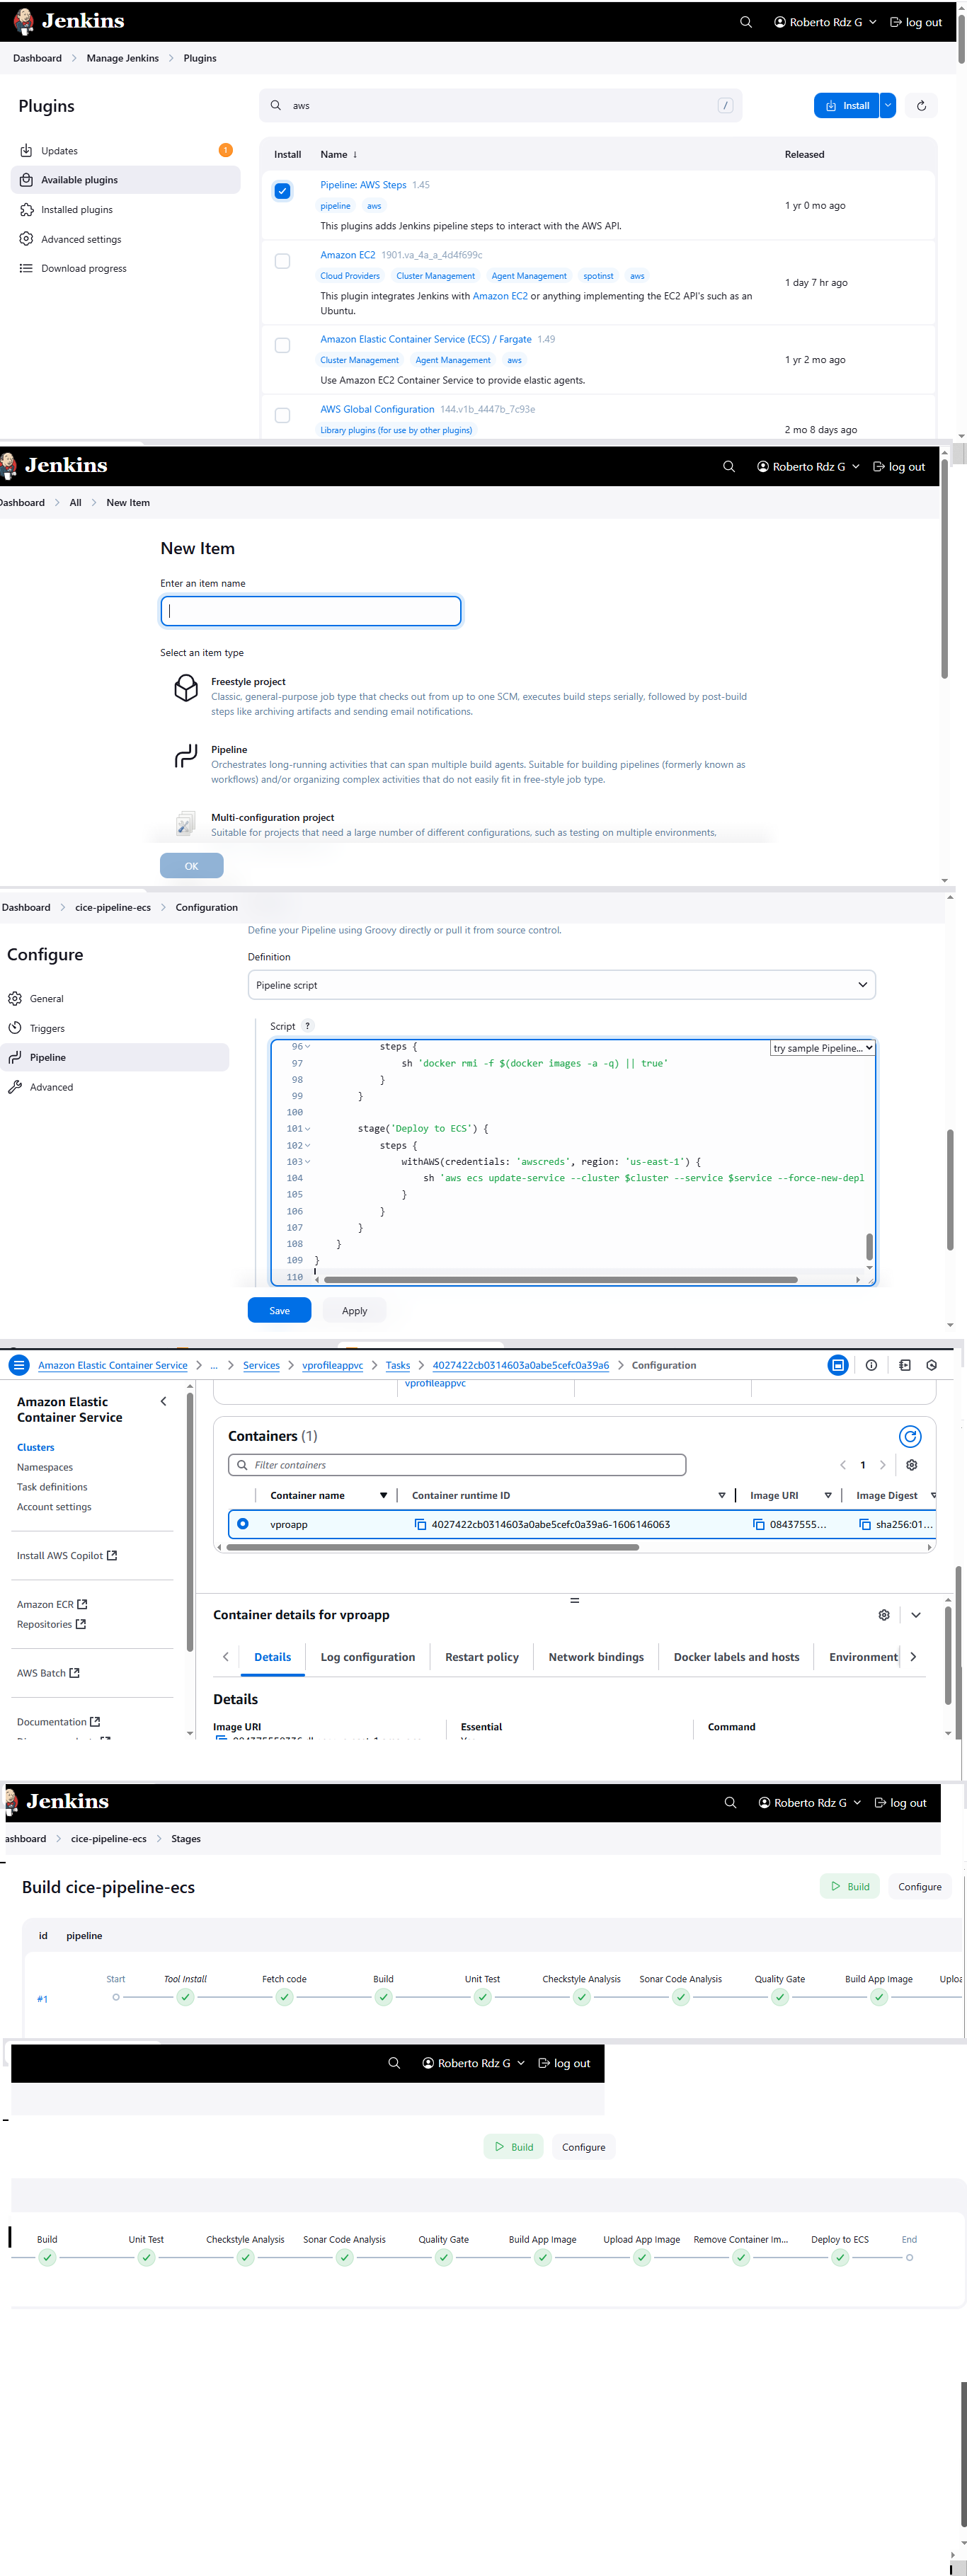 Jenkins
Roberto Rdz G
log out
Dashboard > Manage Jenkins > Plugins
Plugins
aws
/
Install
Updates
1
Available plugins
Installed plugins
Advanced settings
Download progress
Install Name ↓ Released
Pipeline: AWS Steps 1.45
pipeline aws
This plugins adds Jenkins pipeline steps to interact with the AWS API.
1 yr 0 mo ago
Amazon EC2 1901.va_4a_a_4d4f699c
Cloud Providers Cluster Management Agent Management spotinst aws
This plugin integrates Jenkins with Amazon EC2 or anything implementing the EC2 API's such as an
Ubuntu.
1 day 7 hr ago
Amazon Elastic Container Service (ECS) / Fargate 1.49
Cluster Management Agent Management aws
Use Amazon EC2 Container Service to provide elastic agents.
1 yr 2 mo ago
AWS Global Configuration 144.v1b_4447b_7c93e
Library plugins (for use by other plugins)
2 mo 8 days ago
Jenkins
Roberto Rdz G
log out
Dashboard > All > New Item
New Item
Enter an item name
Select an item type
Freestyle project
Classic, general-purpose job type that checks out from up to one SCM, executes build steps serially, followed by post-build
steps like archiving artifacts and sending email notifications.
Pipeline
Orchestrates long-running activities that can span multiple build agents. Suitable for building pipelines (formerly known as
workflows) and/or organizing complex activities that do not easily fit in free-style job type.
Multi-configuration project
Suitable for projects that need a large number of different configurations, such as testing on multiple environments,
OK
Dashboard > cice-pipeline-ecs > Configuration
Configure
General
Triggers
Pipeline
Advanced
Define your Pipeline using Groovy directly or pull it from source control.
Definition
Pipeline script
Script ?
try sample Pipeline...
96 steps {
97 sh 'docker rmi -f $(docker images -a -q) || true'
98 }
99 }
100
101 stage('Deploy to ECS') {
102 steps {
103 withAWS(credentials: 'awscreds', region: 'us-east-1') {
104 sh 'aws ecs update-service --cluster $cluster --service $service --force-new-depl
105 }
106 }
107 }
108 }
109 }
110
Save
Apply
Amazon Elastic Container Service > ... > Services > vprofileappvc > Tasks > 4027422cb0314603a0abe5cefc0a39a6 > Configuration
Amazon Elastic
Container Service
Clusters
Namespaces
Task definitions
Account settings
Install AWS Copilot
Amazon ECR
Repositories
AWS Batch
Documentation
vprofileappvc
Containers (1)
Filter containers
1
Container name Container runtime ID Image URI Image Digest
vproapp 4027422cb0314603a0abe5cefc0a39a6-1606146063 08437555... sha256:01...
Container details for vproapp
Details Log configuration Restart policy Network bindings Docker labels and hosts Environment
Details
Image URI Essential Command
Jenkins
Roberto Rdz G
log out
ashboard > cice-pipeline-ecs > Stages
Build cice-pipeline-ecs
Build
Configure
id pipeline
#1
Start Tool Install Fetch code Build Unit Test Checkstyle Analysis Sonar Code Analysis Quality Gate Build App Image Uploa
Roberto Rdz G
log out
Build
Configure
Build Unit Test Checkstyle Analysis Sonar Code Analysis Quality Gate Build App Image Upload App Image Remove Container Im... Deploy to ECS End